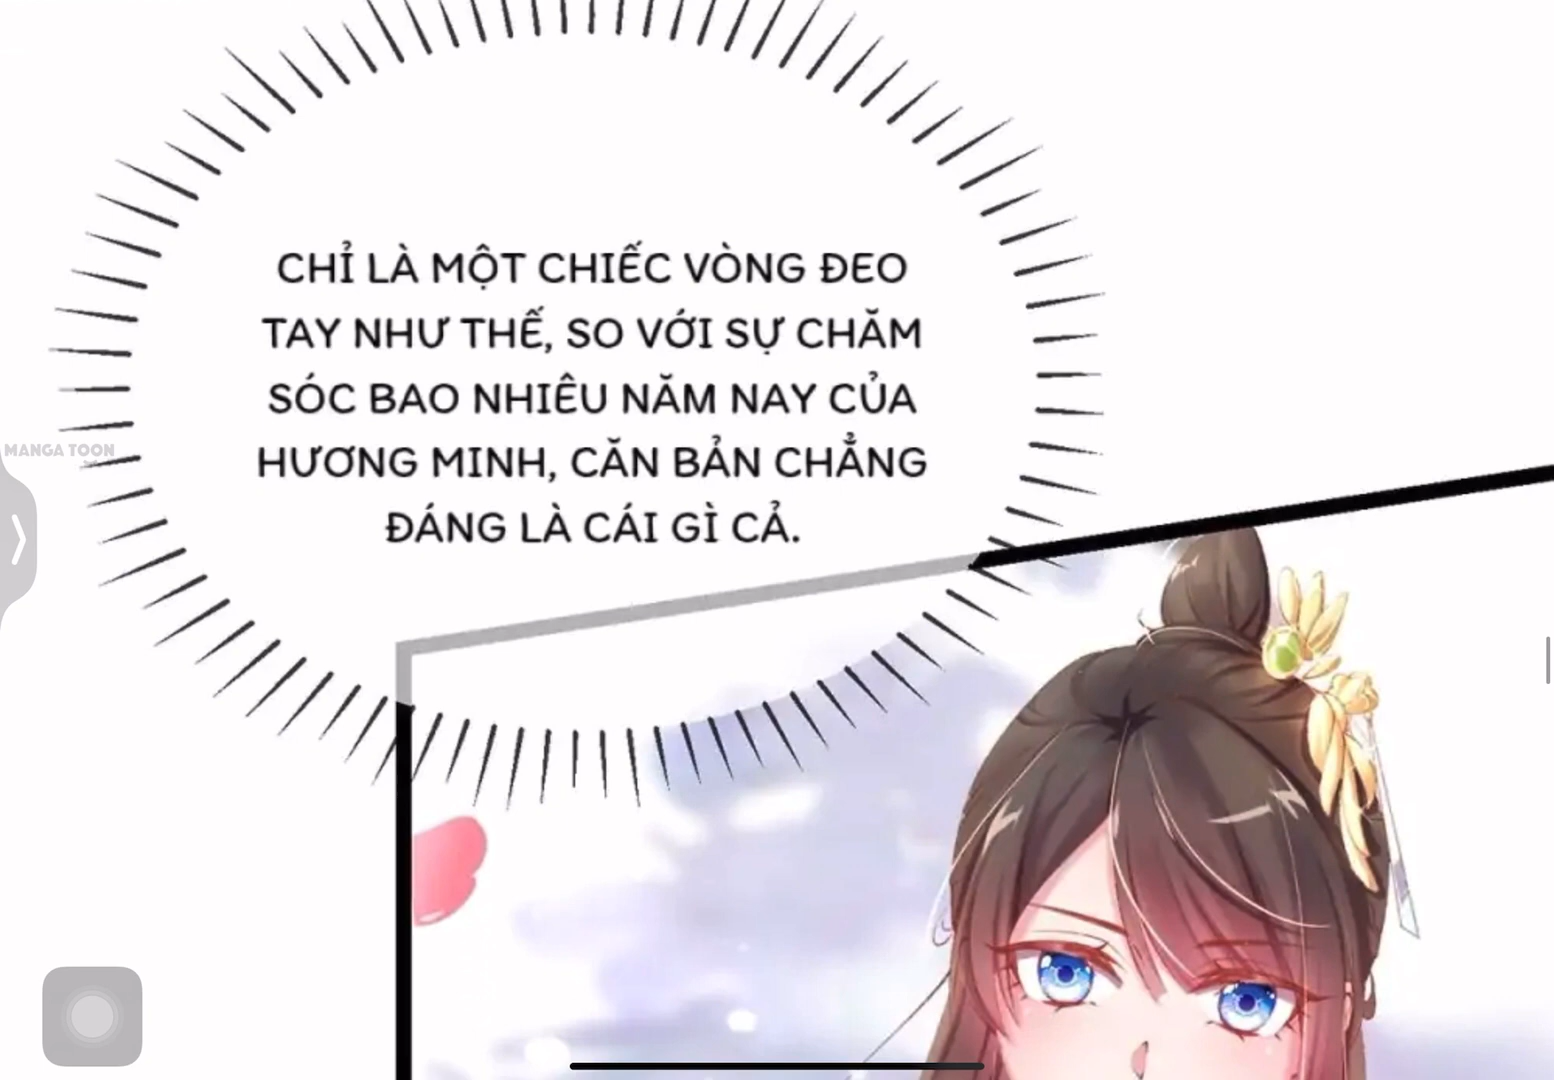 CHỈ LÀ MỘT CHIẾC VÒNG ĐEO
TAY NHƯ THẾ, SO VỚI SỰ CHĂM
SÓC BAO NHIÊU NĂM NAY CỦA
HƯƠNG MINH, CĂN BẢN CHẲNG
ĐÁNG LÀ CÁI GÌ CẢ.
MANGA TOON